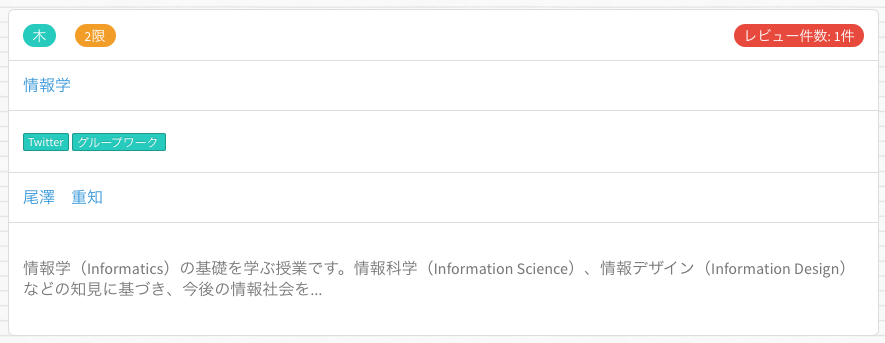 木 2限 レビュー件数: 1件
情報学
Twitter グループワーク
尾澤　重知
情報学（Informatics）の基礎を学ぶ授業です。情報科学（Information Science）、情報デザイン（Information Design）
などの知見に基づき、今後の情報社会を...